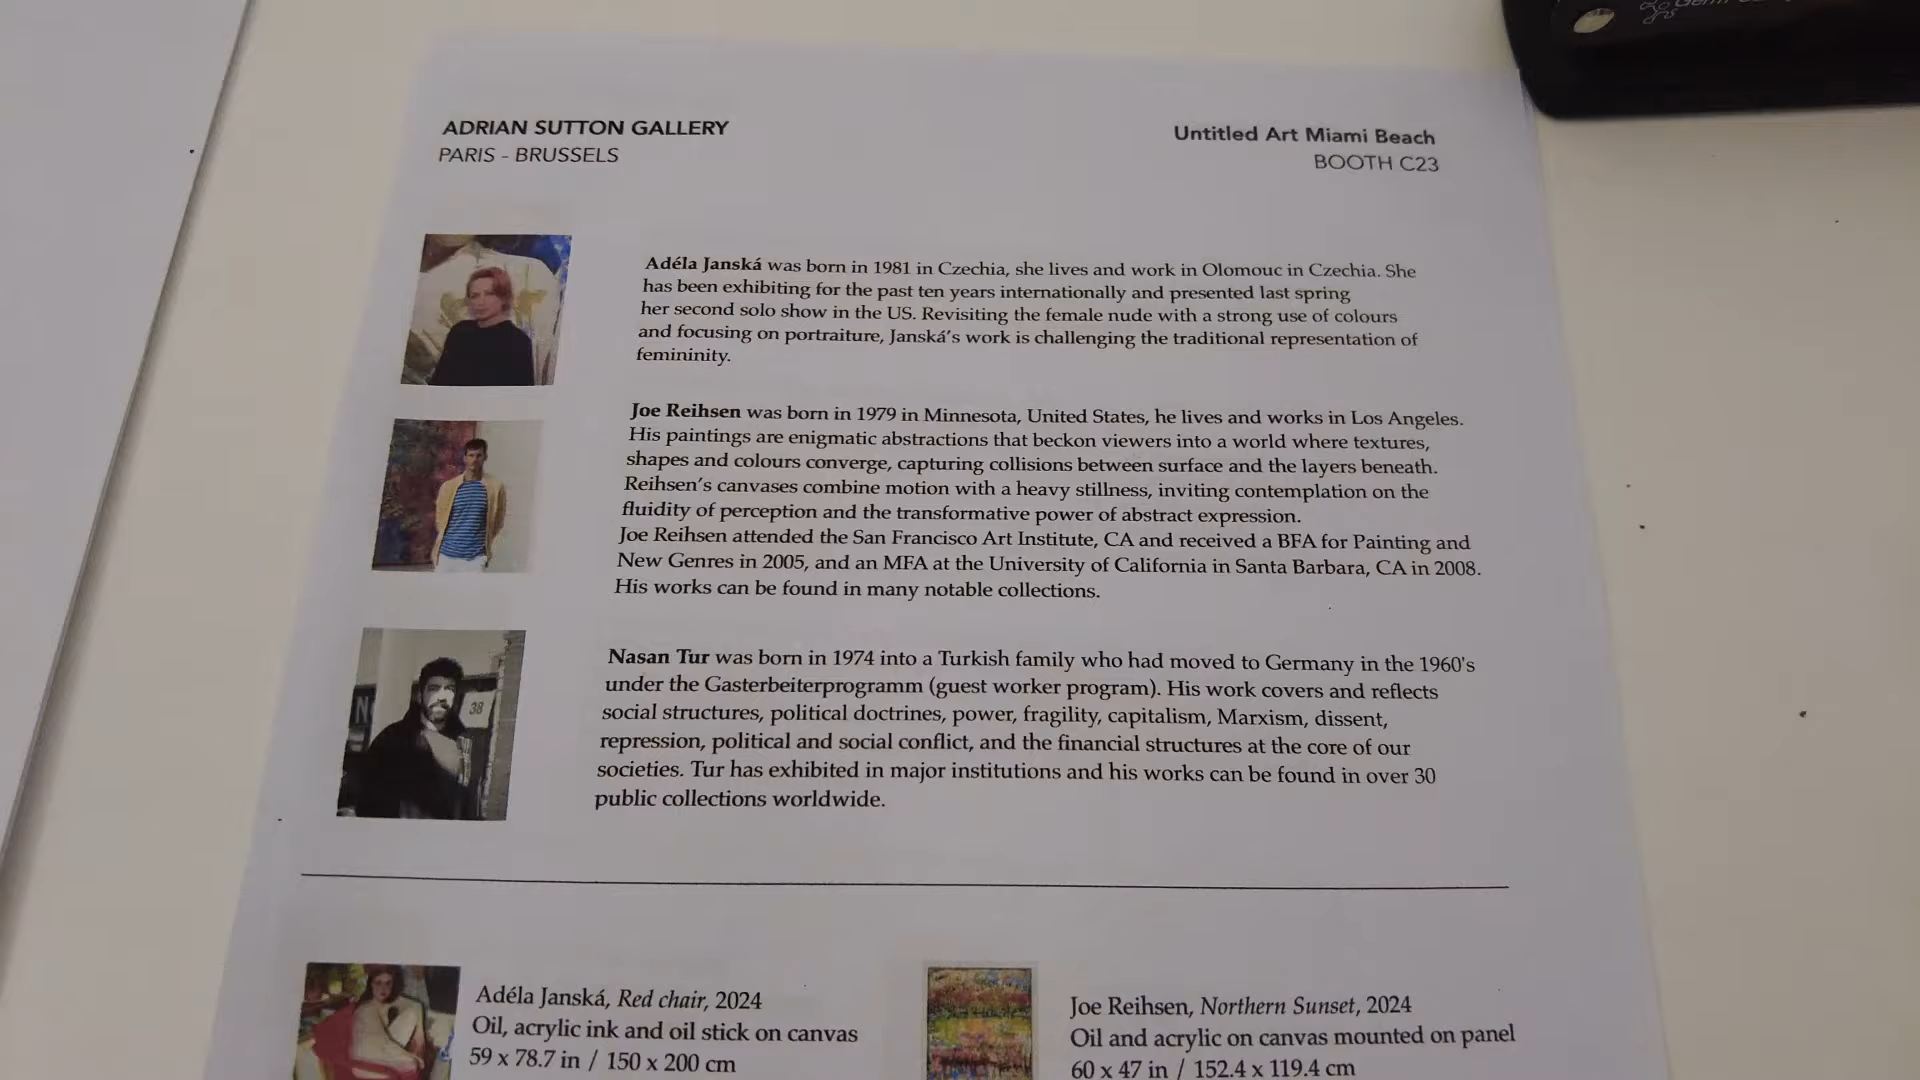 ADRIAN SUTTON GALLERY
PARIS - BRUSSELS
Untitled Art Miami Beach
BOOTH C23
Adéla Janská was born in 1981 in Czechia, she lives and work in Olomouc in Czechia. She
has been exhibiting for the past ten years internationally and presented last spring
her second solo show in the US. Revisiting the female nude with a strong use of colours
and focusing on portraiture, Janská's work is challenging the traditional representation of
femininity.
Joe Reihsen was born in 1979 in Minnesota, United States, he lives and works in Los Angeles.
His paintings are enigmatic abstractions that beckon viewers into a world where textures,
shapes and colours converge, capturing collisions between surface and the layers beneath.
Reihsen's canvases combine motion with a heavy stillness, inviting contemplation on the
fluidity of perception and the transformative power of abstract expression.
Joe Reihsen attended the San Francisco Art Institute, CA and received a BFA for Painting and
New Genres in 2005, and an MFA at the University of California in Santa Barbara, CA in 2008.
His works can be found in many notable collections.
38
Nasan Tur was born in 1974 into a Turkish family who had moved to Germany in the 1960's
under the Gasterbeiterprogramm (guest worker program). His work covers and reflects
social structures, political doctrines, power, fragility, capitalism, Marxism, dissent,
repression, political and social conflict, and the financial structures at the core of our
societies. Tur has exhibited in major institutions and his works can be found in over 30
public collections worldwide.
Adéla Janská, Red chair, 2024
Oil, acrylic ink and oil stick on canvas
59 x 78.7 in / 150 x 200 cm
Joe Reihsen, Northern Sunset, 2024
Oil and acrylic on canvas mounted on panel
60 x 47 in / 152.4 x 119.4 cm